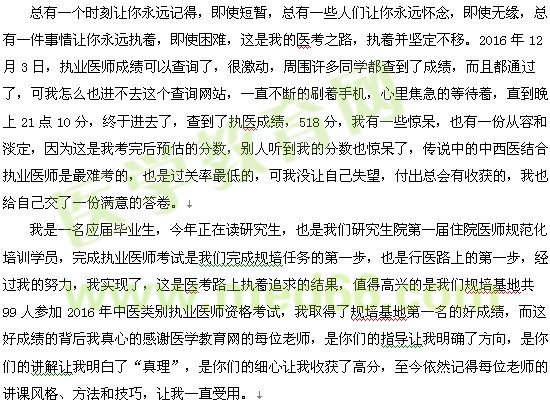 总有一个时刻让你永远记得，即使短暂，总有一些人们让你永远怀念，即使无缘，总
有一件事情让你永远执着，即使困难，这是我的医考之路，执着并坚定不移。2016 年 12
月 3 日，执业医师成绩可以查询了，很激动，周围许多同学都查到了成绩，而且都通过
了，可我怎么也进不去这个查询网站，一直不断的刷着手机，心里焦急的等待着，直到晚
上 21 点 10 分，终于进去了，查到了执医成绩，518 分，我有一些惊呆，也有一份从容和
淡定，因为这是我考完后预估的分数，别人听到我的分数也惊呆了，传说中的中西医结合
执业医师是最难考的，也是过关率最低的，可我没让自己失望，付出总会有收获的，我也
给自己交了一份满意的答卷。
我是一名应届毕业生，今年正在读研究生，也是我们研究生院第一届住院医师规范化
培训学员，完成执业医师考试是我们完成规培任务的第一步，也是行医路上的第一步，经
过我的努力，我实现了，这是医考路上执着追求的结果，值得高兴的是我们规培基地共
99 人参加 2016 年中医类别执业医师资格考试，我取得了规培基地第一名的好成绩，而这
好成绩的背后我真心的感谢医学教育网的每位老师，是你们的指导让我明确了方向，是你
们的讲解让我明白了“真理”，是你们的细心让我收获了高分，至今依然记得每位老师的
讲课风格、方法和技巧，让我一直受用。
医学教育网
www.med66.com